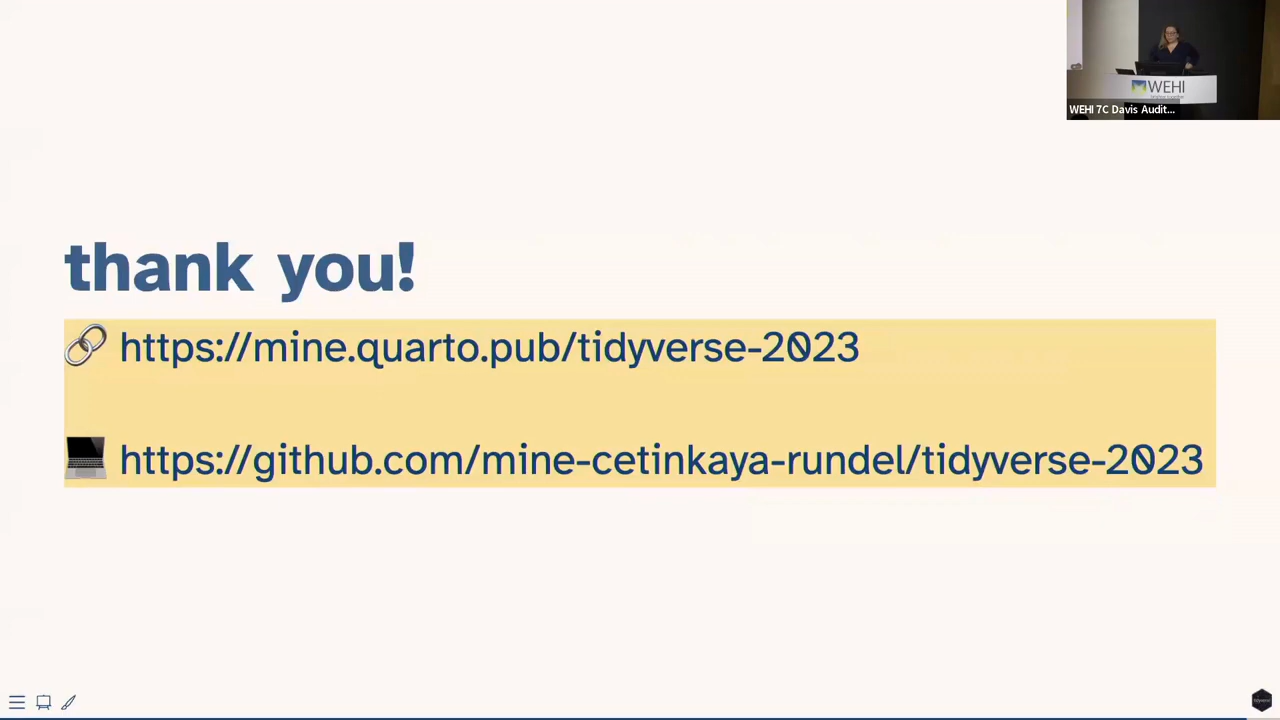 WEHI
WEHI 7C Davis Audit...
thank you!
https://mine.quarto.pub/tidyverse-2023
https://github.com/mine-cetinkaya-rundel/tidyverse-2023